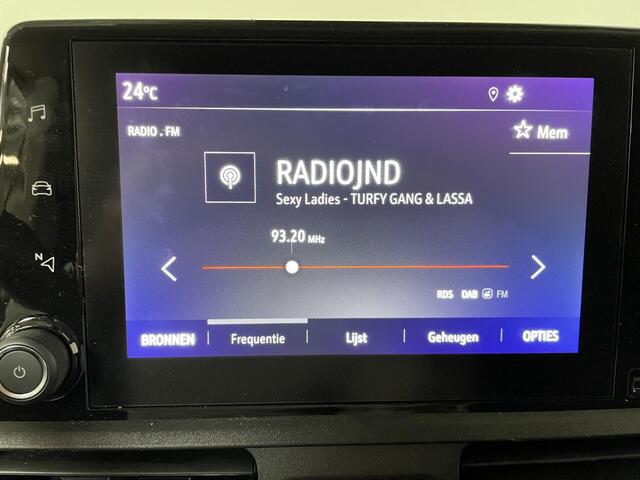 24°C
RADIO . FM
Mem
RADIOJND
Sexy Ladies - TURFY GANG & LASSA
93.20 MHz
N
RDS DAB FM
BRONNEN | Frequentie | Lijst | Geheugen | OPTIES